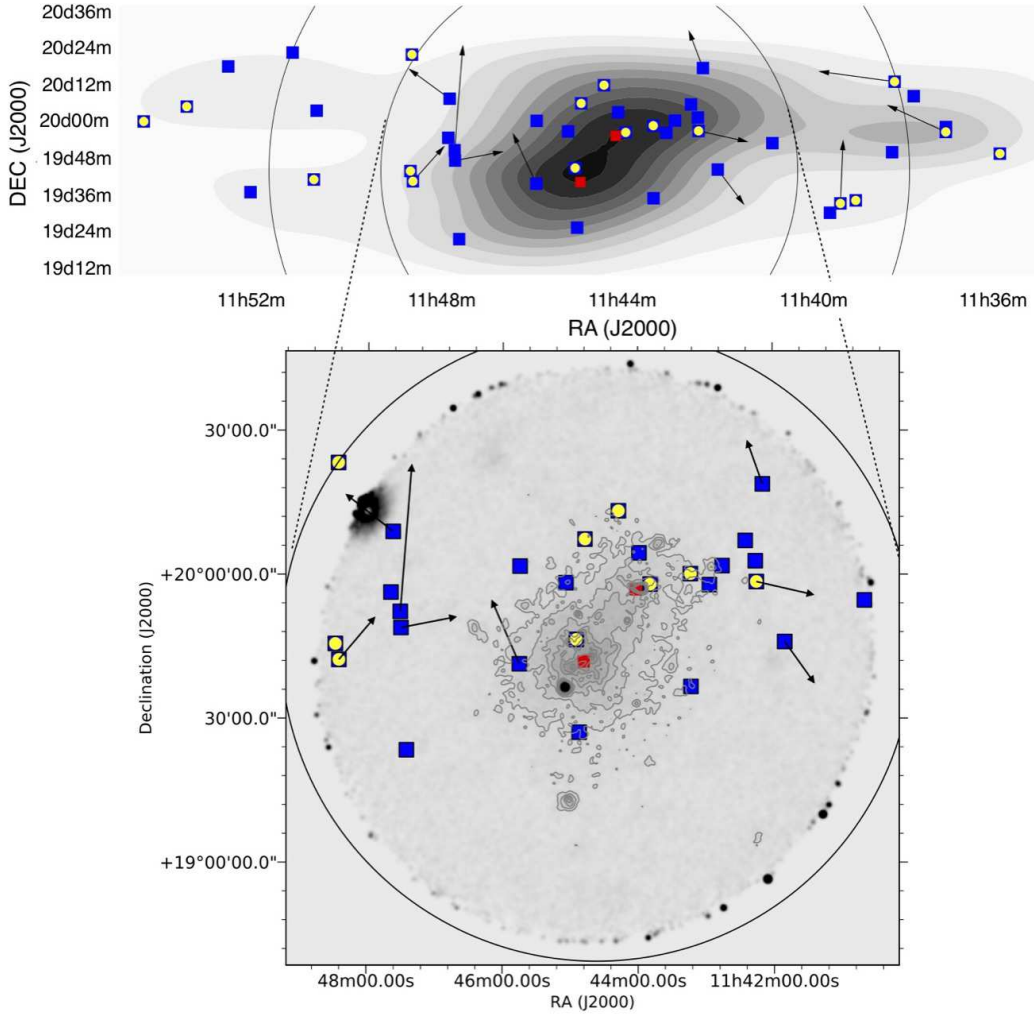 20d36m
20d24m
20d12m
20d00m
19d48m
19d36m
19d24m
19d12m
DEC (J2000)
11h52m 11h48m 11h44m 11h40m 11h36m
RA (J2000)
30'00.0"
+20°00'00.0"
30'00.0"
+19°00'00.0"
Declination (J2000)
48m00.00s 46m00.00s 44m00.00s 11h42m00.00s
RA (J2000)